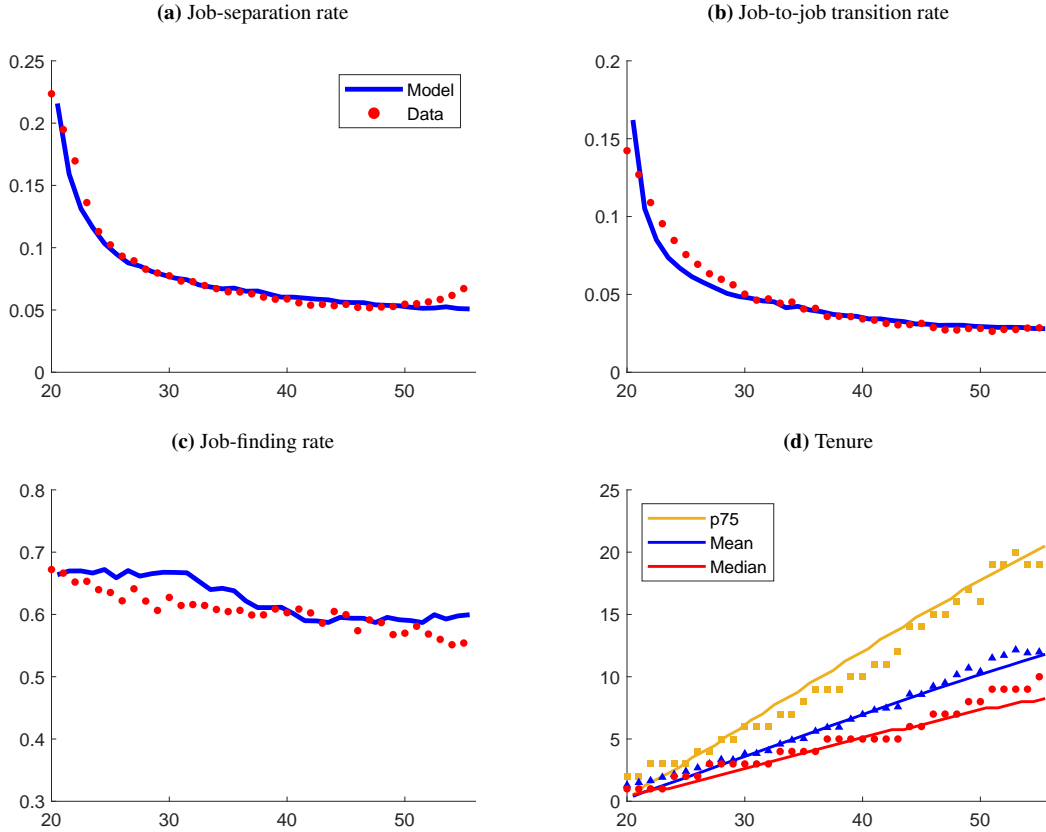 (a) Job-separation rate
0.25
0.2
0.15
0.1
0.05
0
20 30 40 50
Model
Data
(b) Job-to-job transition rate
0.2
0.15
0.1
0.05
0
20 30 40 50
(c) Job-finding rate
0.8
0.7
0.6
0.5
0.4
0.3
20 30 40 50
(d) Tenure
25
20
15
10
5
0
20 30 40 50
p75
Mean
Median